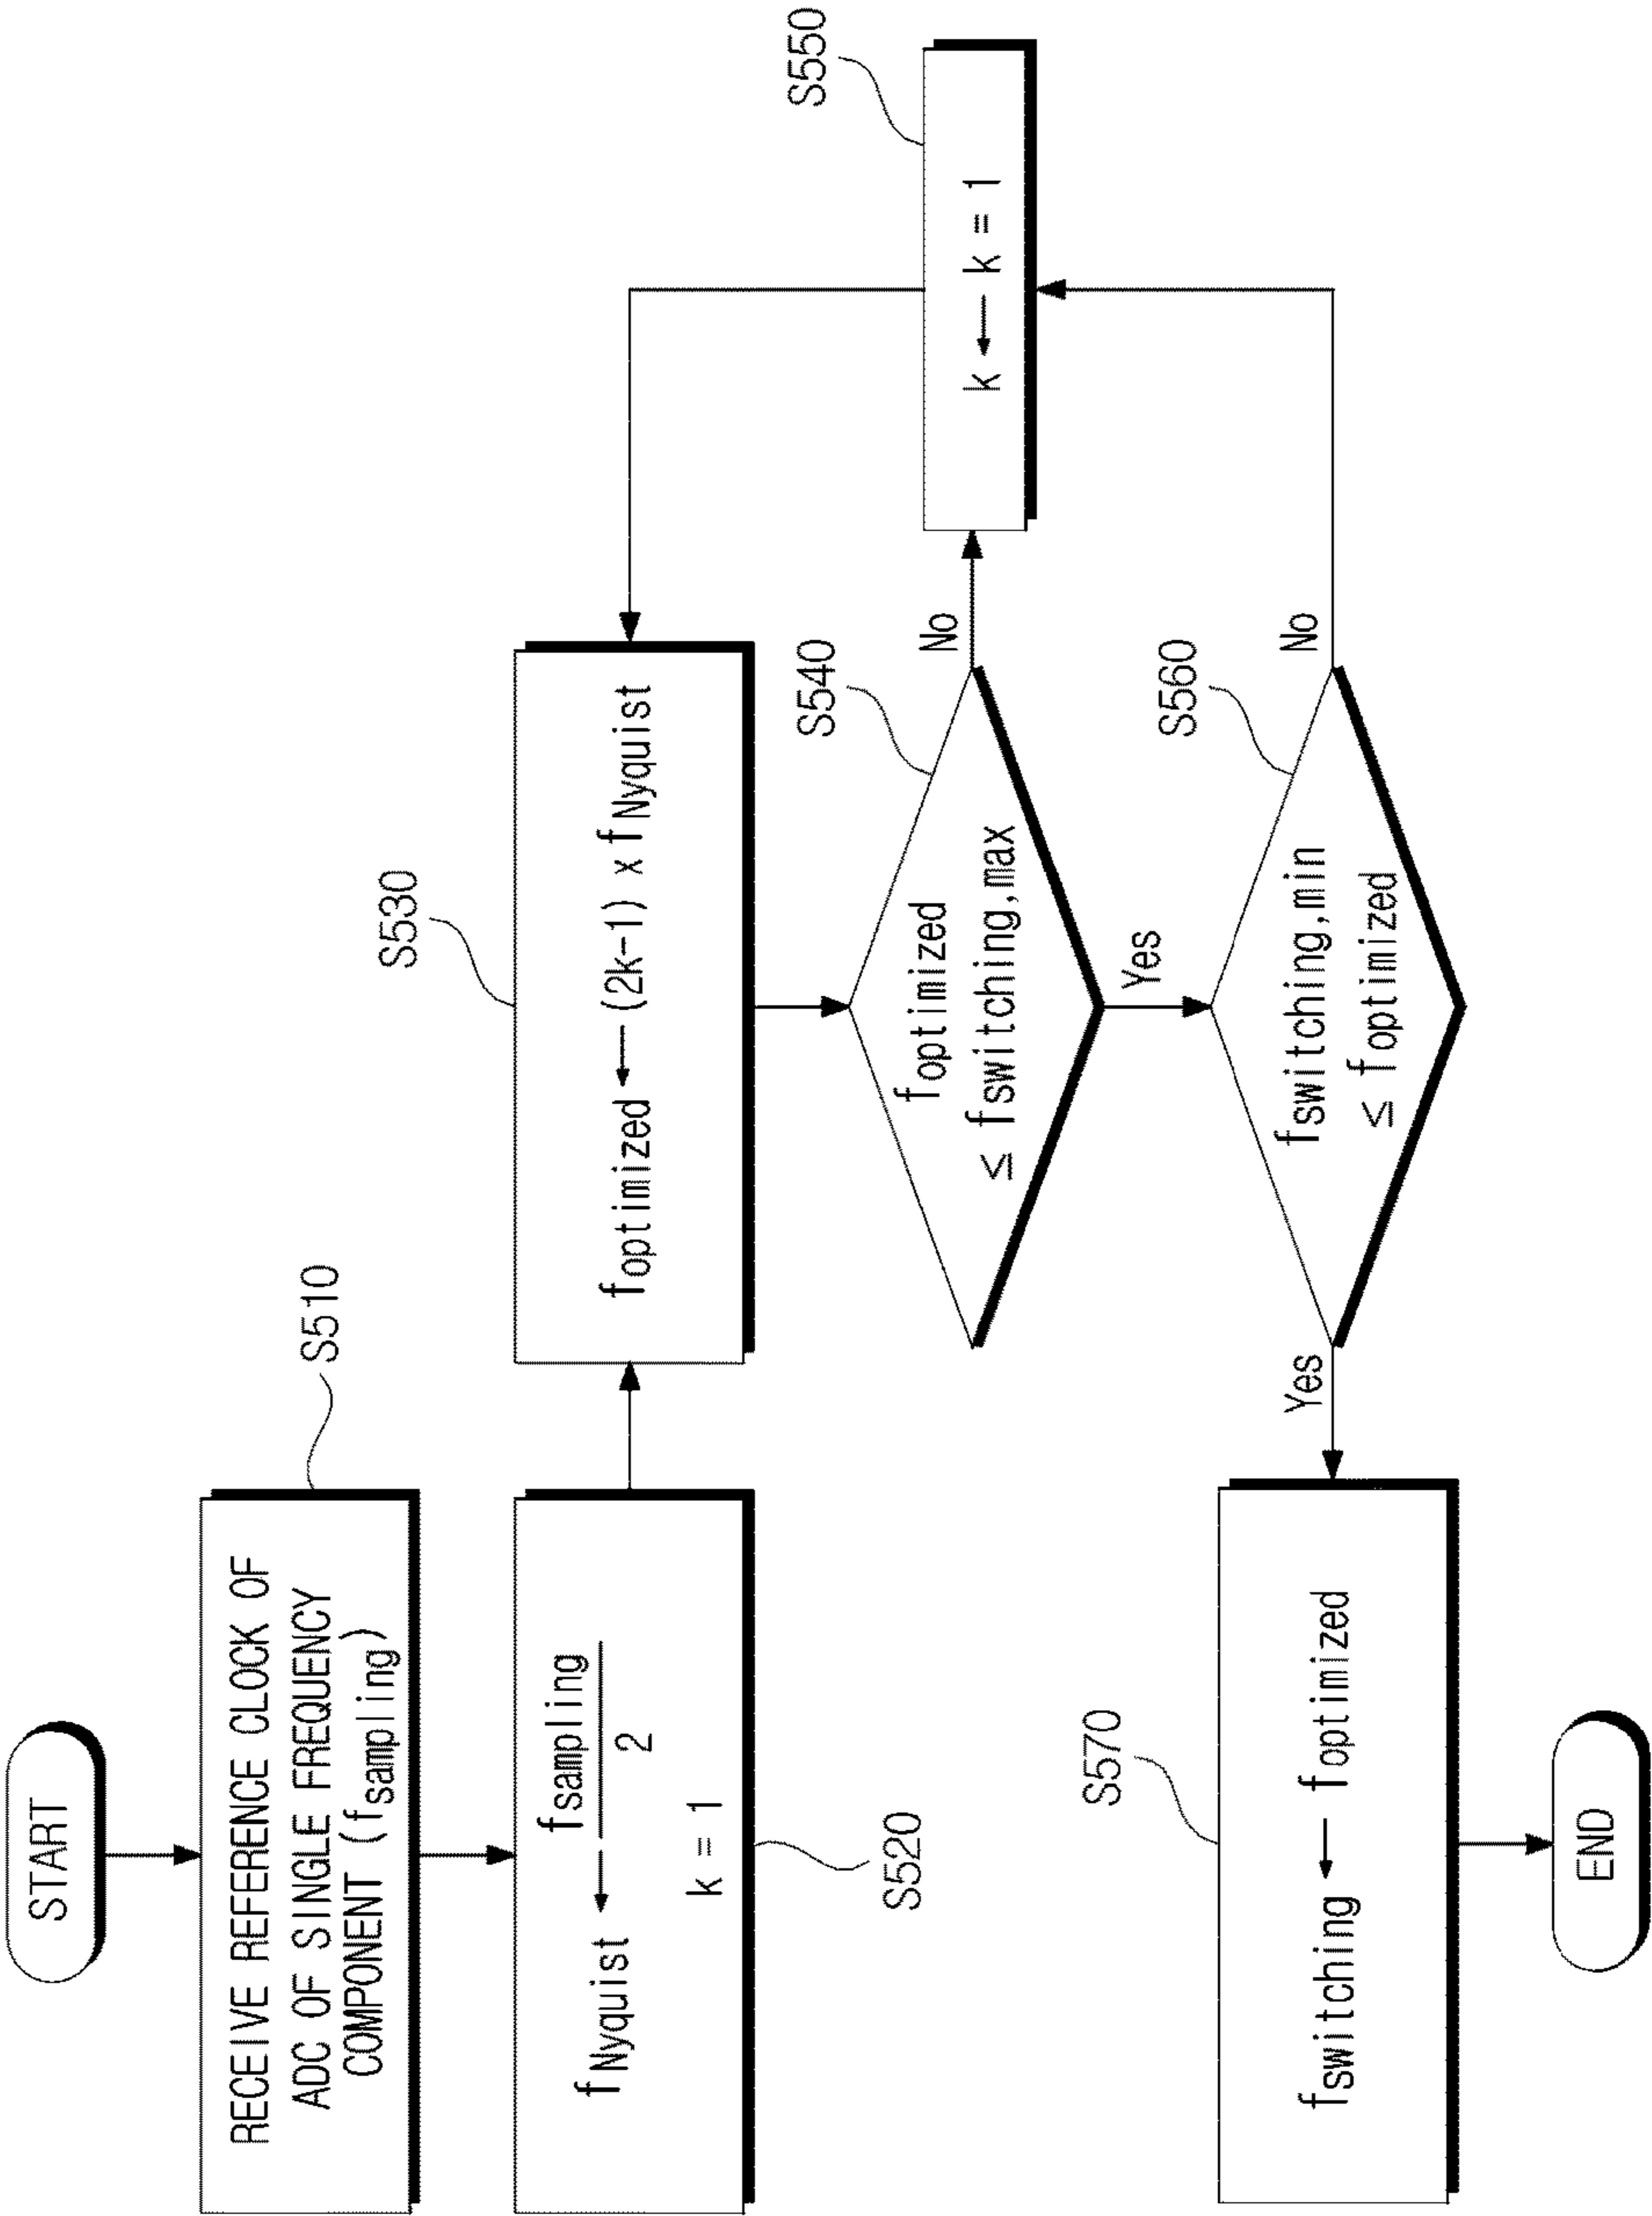 START
S510
RECEIVE REFERENCE CLOCK OF
ADC OF SINGLE FREQUENCY
COMPONENT (fsampling)
fNyquist ← fsampling / 2
k = 1
S520
S530
foptimized ← (2k-1) x fNyquist
S540
foptimized
≤ fswitching,max
No
Yes
S550
k ← k = 1
S560
fswitching,min
≤ foptimized
No
Yes
S570
fswitching ← foptimized
END